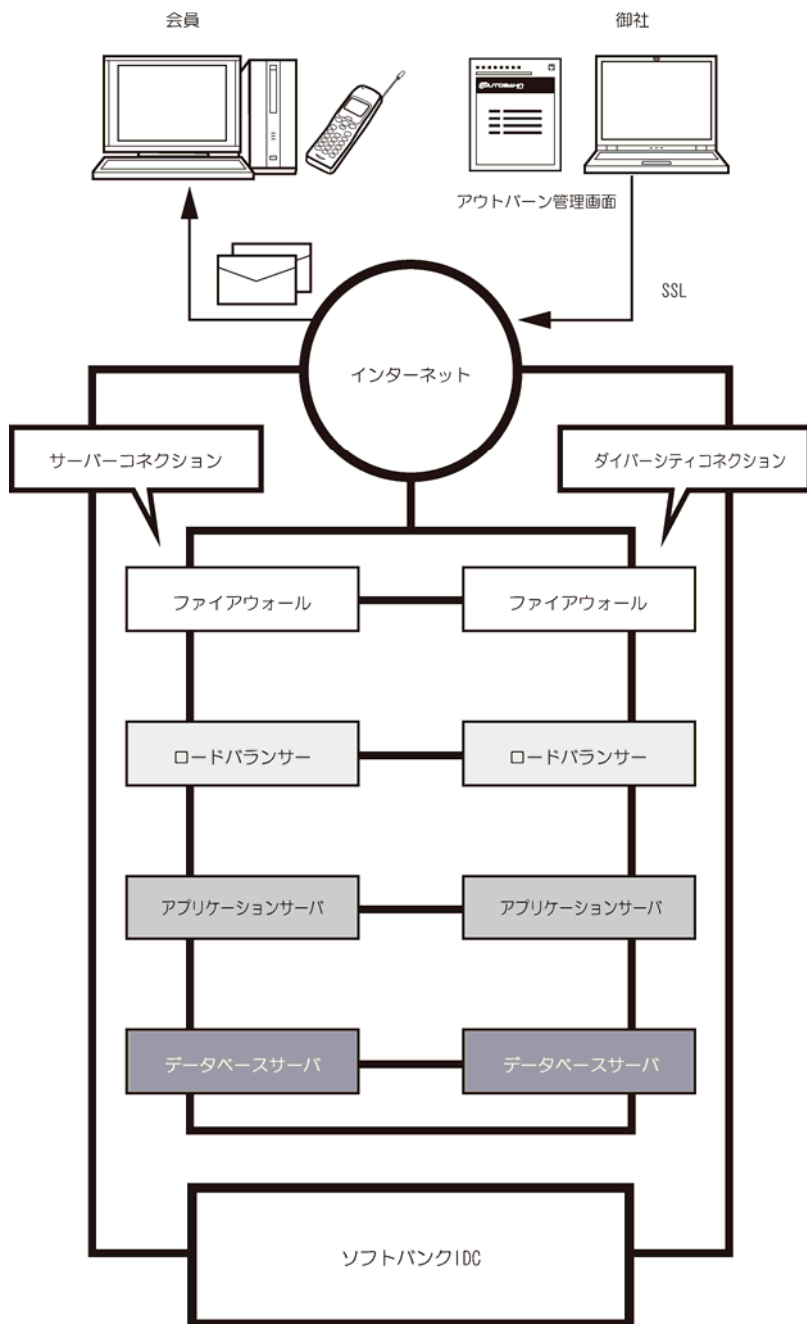 会員
御社
AUTOBAHN
アウトバーン管理画面
SSL
インターネット
サーバーコネクション
ダイバーシティコネクション
ファイアウォール
ファイアウォール
ロードバランサー
ロードバランサー
アプリケーションサーバ
アプリケーションサーバ
データベースサーバ
データベースサーバ
ソフトバンクIDC